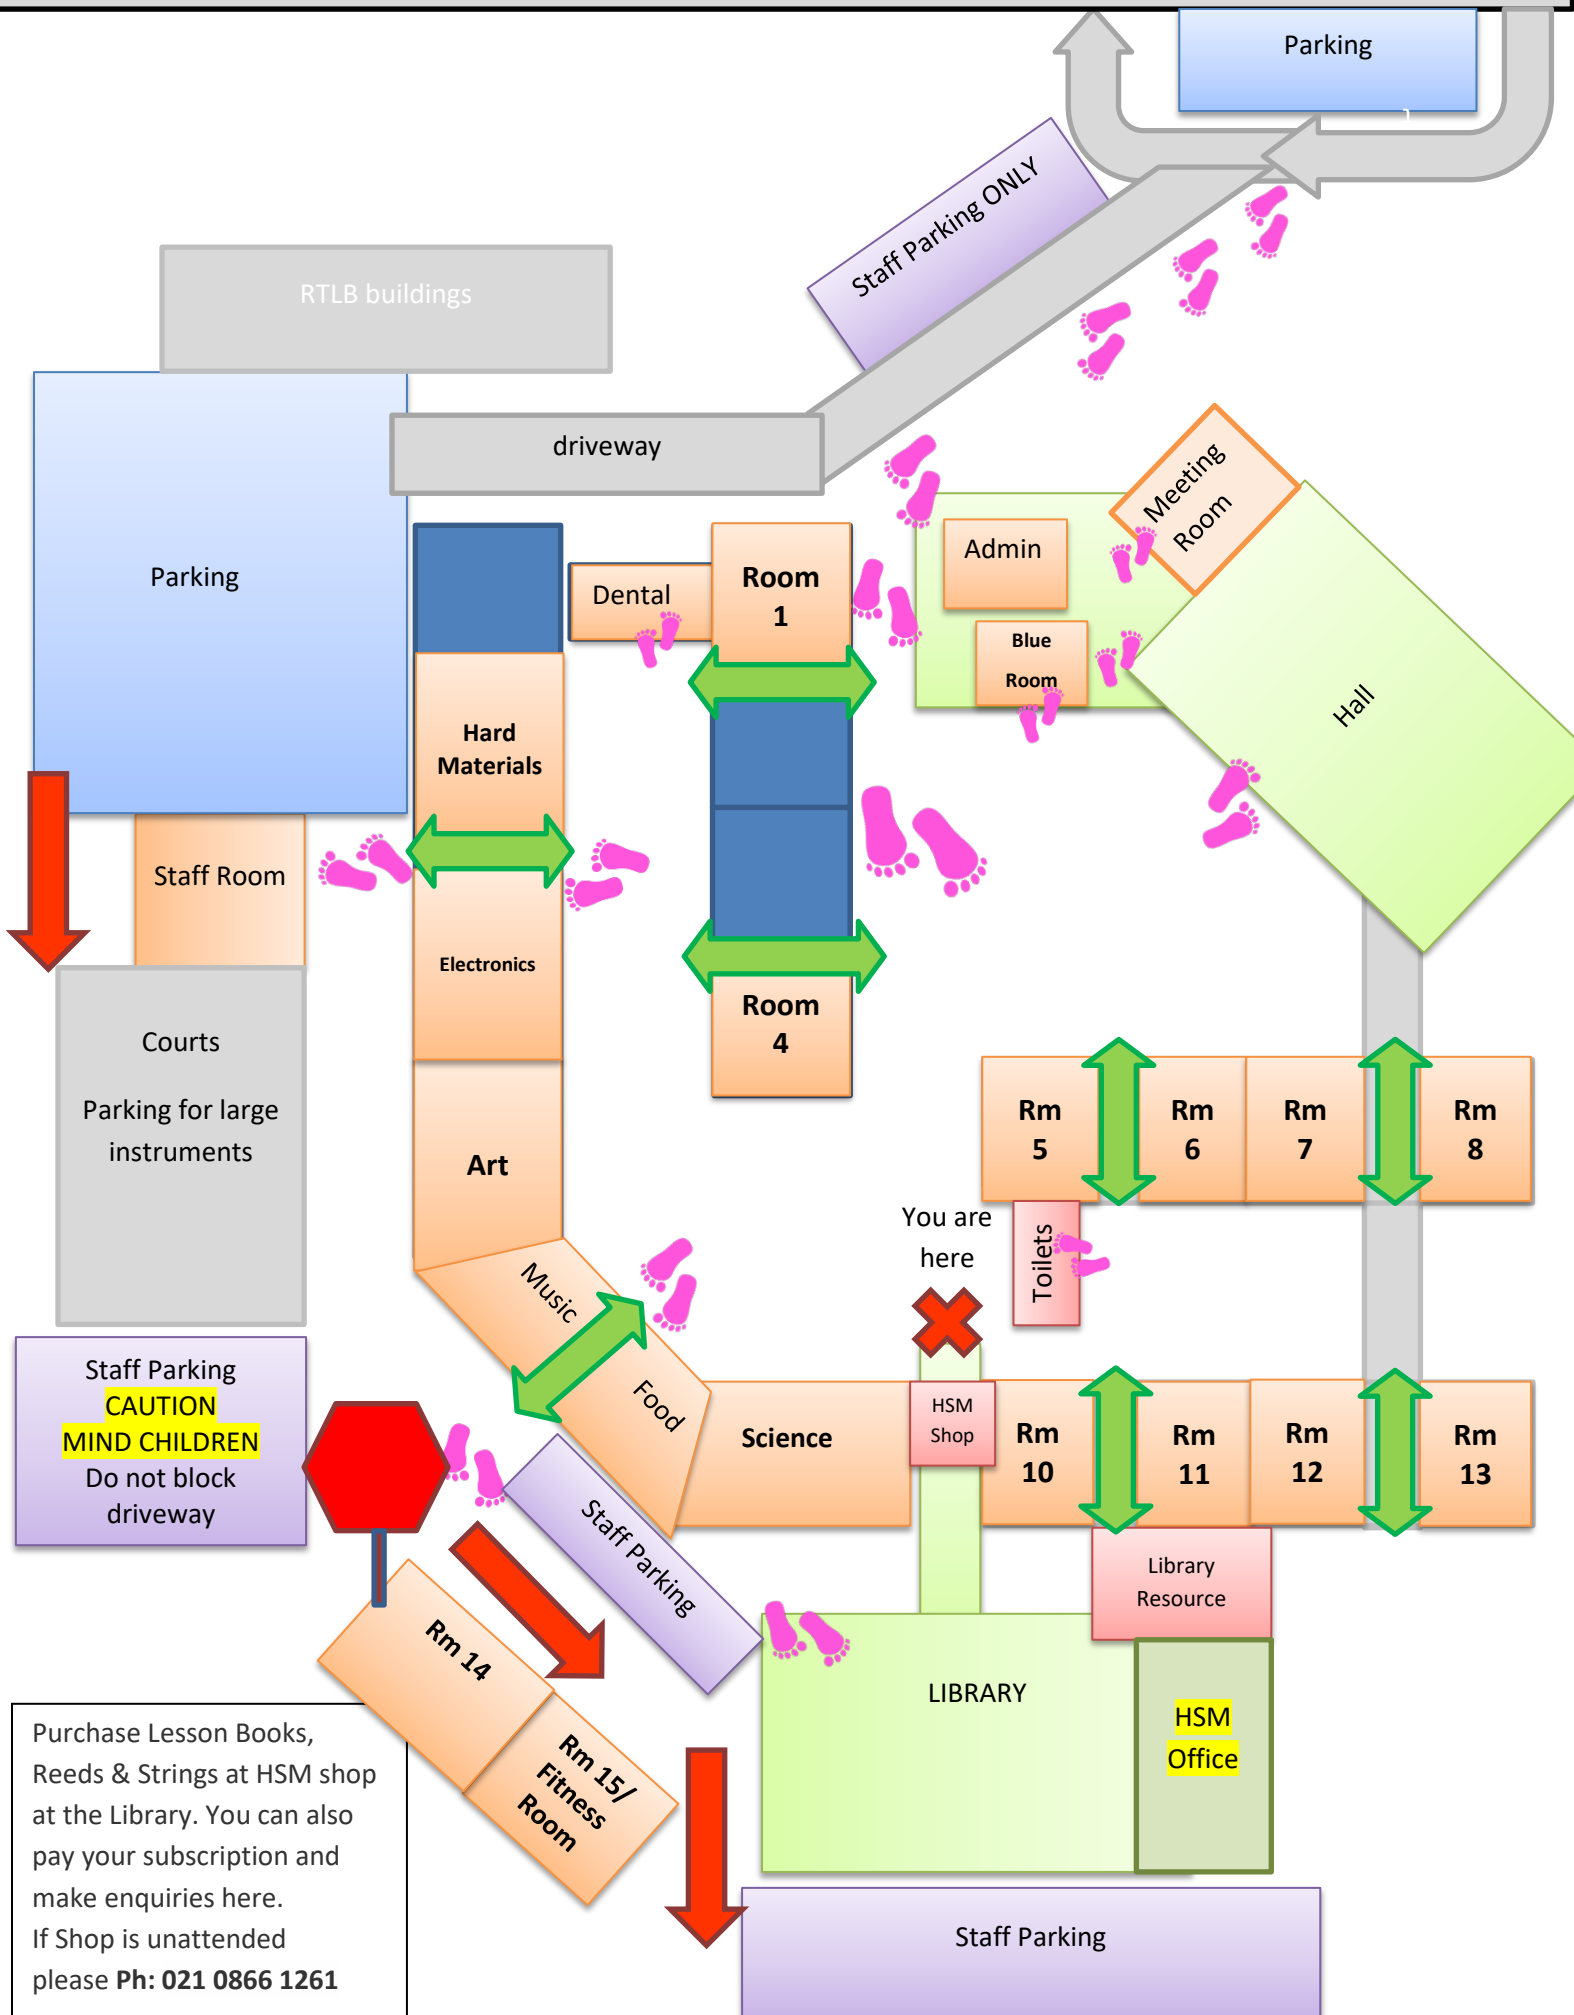 Parking
Staff Parking ONLY
RTLB buildings
driveway
Meeting
Room
Admin
Parking
Dental
Room
1
Blue
Room
Hall
Hard
Materials
Staff Room
Electronics
Room
4
Courts
Parking for large
instruments
Art
Rm
5
Rm
6
Rm
7
Rm
8
You are
here
Toilets
Music
Food
Staff Parking
CAUTION
MIND CHILDREN
Do not block
driveway
Science
HSM
Shop
Rm
10
Rm
11
Rm
12
Rm
13
Staff Parking
Library
Resource
Rm 14
LIBRARY
HSM
Office
Rm 15/
Fitness
Room
Purchase Lesson Books,
Reeds & Strings at HSM shop
at the Library. You can also
pay your subscription and
make enquiries here.
If Shop is unattended
please Ph: 021 0866 1261
Staff Parking